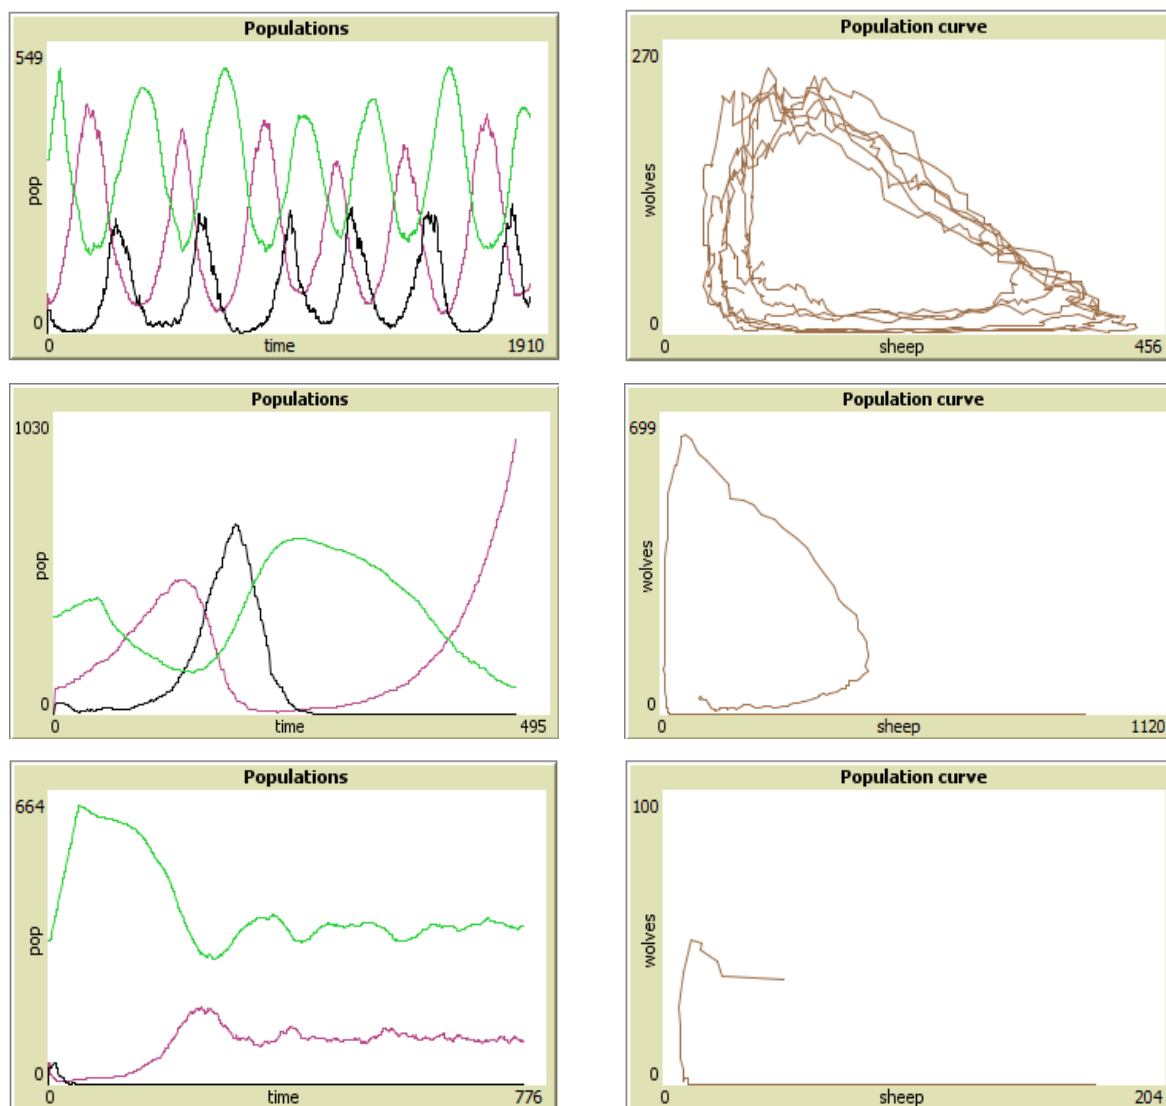 Populations
549
pop
0
0 time 1910
Population curve
270
wolves
0
0 sheep 456
Populations
1030
pop
0
0 time 495
Population curve
699
wolves
0
0 sheep 1120
Populations
664
pop
0
0 time 776
Population curve
100
wolves
0
0 sheep 204